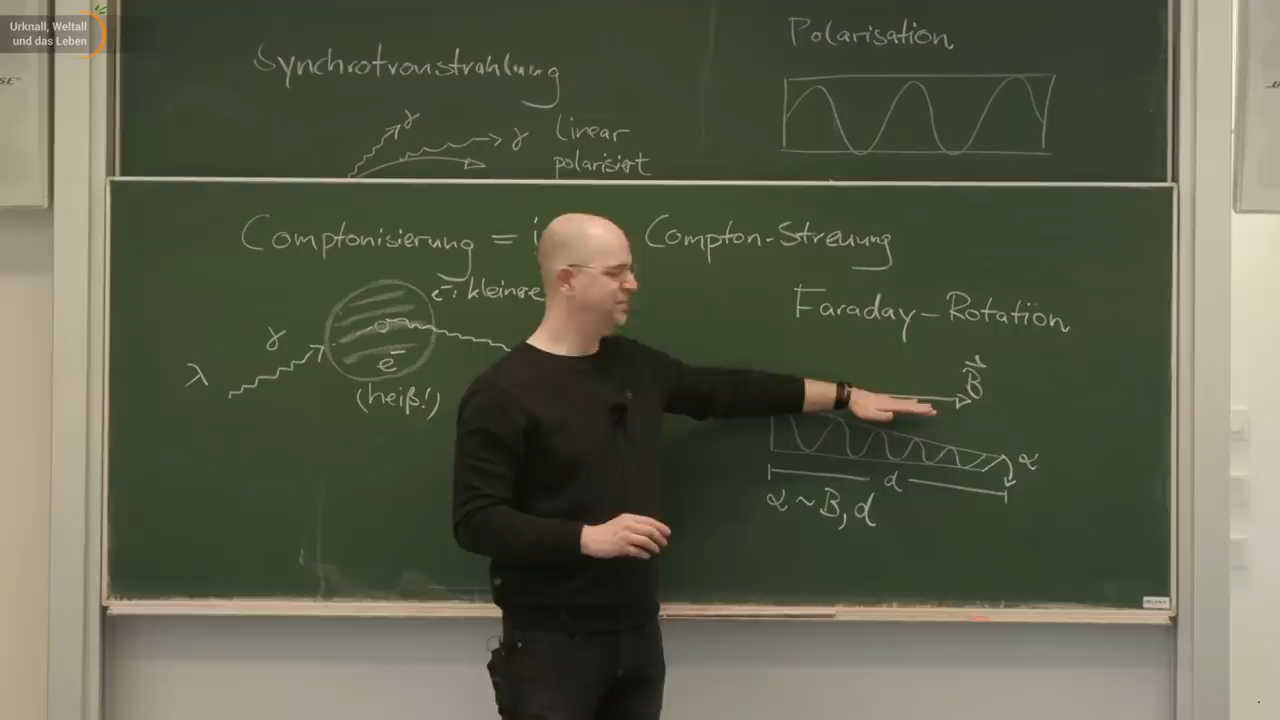 Urknall, Weltall
und das Leben
Synchrotronstrahlung
γ
γ
linear
polarisiert
Polarisation
Comptonisierung = i
Compton-Streuung
e⁻: kleinere
λ
γ
e⁻
(heiß!)
Faraday-Rotation
B⃗
α
d
α ~ B, d